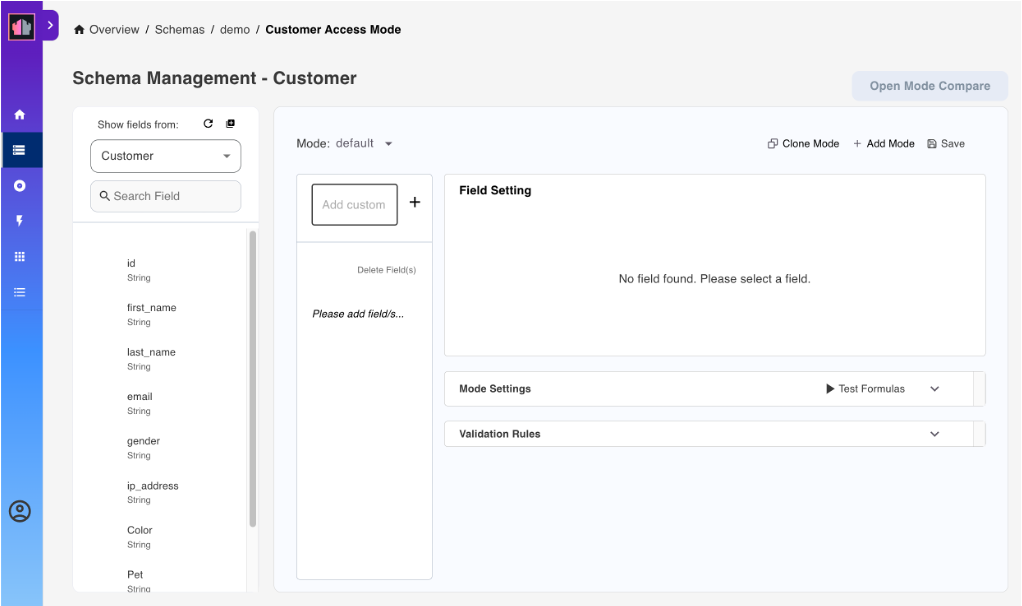 Overview / Schemas / demo / Customer Access Mode
Schema Management - Customer
Open Mode Compare
Show fields from:
Customer
Search Field
id
String
first_name
String
last_name
String
email
String
gender
String
ip_address
String
Color
String
Pet
String
Mode: default
Clone Mode
+ Add Mode
Save
Add custom +
Delete Field(s)
Please add field/s...
Field Setting
No field found. Please select a field.
Mode Settings
Test Formulas
Validation Rules